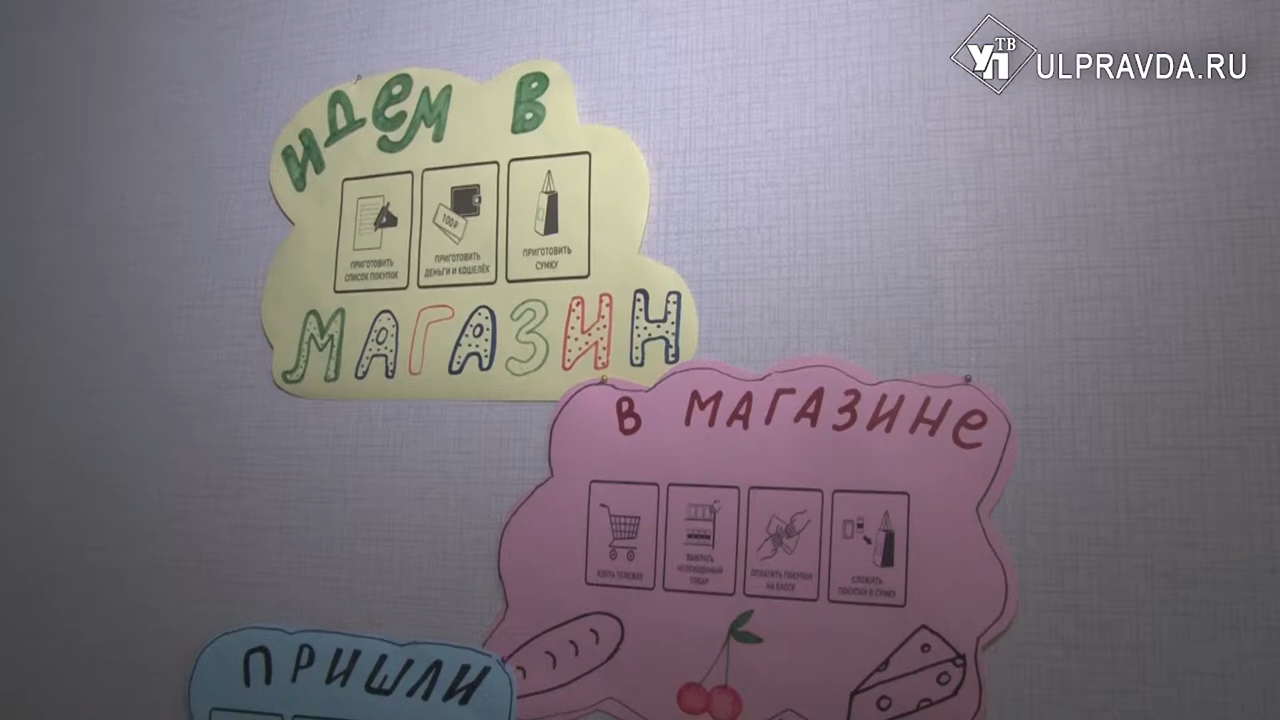 УП ТВ
ULPRAVDA.RU
ИДЕМ В
ПРИГОТОВИТЬ
СПИСОК ПОКУПОК
100 ₽
ПРИГОТОВИТЬ
ДЕНЬГИ И КОШЕЛЁК
ПРИГОТОВИТЬ
СУМКУ
МАГАЗИН
В МАГАЗИНЕ
ВЗЯТЬ ТЕЛЕЖКУ
ВЫБРАТЬ
НЕОБХОДИМЫЙ
ТОВАР
ОПЛАТИТЬ ПОКУПКИ
НА КАССЕ
СЛОЖИТЬ
ПОКУПКИ В СУМКУ
ПРИШЛИ